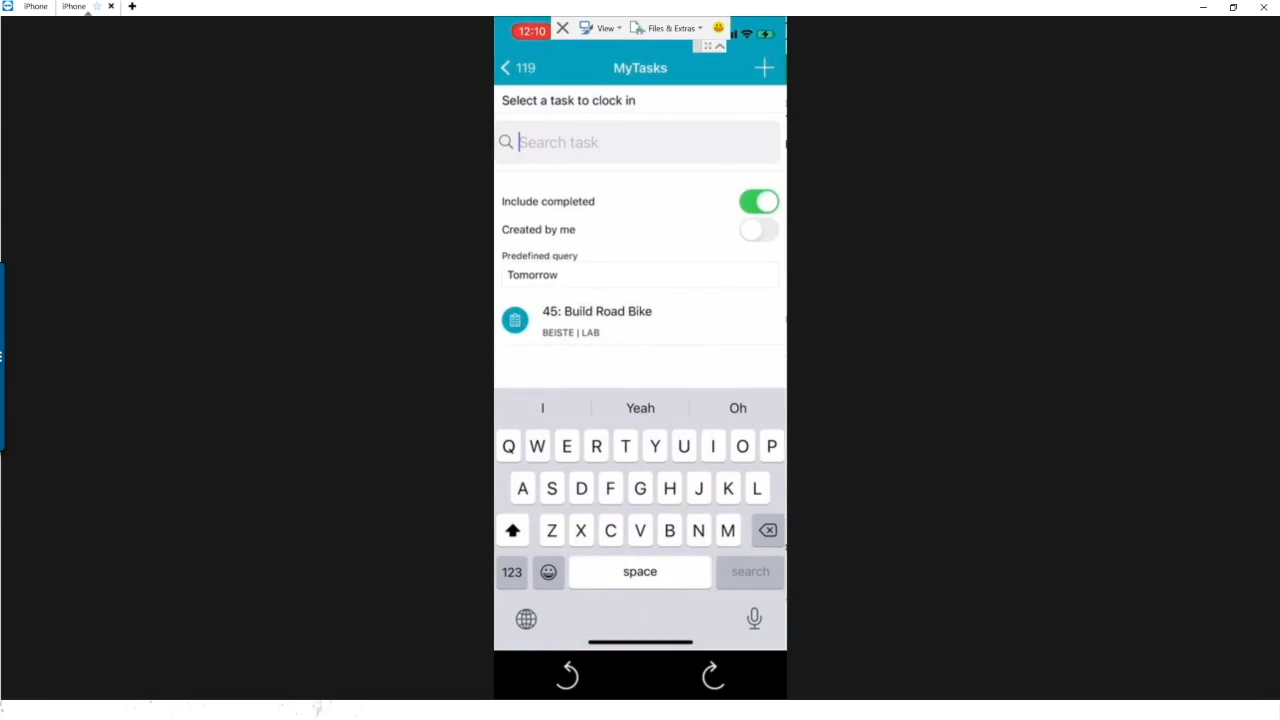 iPhone
iPhone
12:10
View
Files & Extras
119
MyTasks
Select a task to clock in
Search task
Include completed
Created by me
Predefined query
Tomorrow
45: Build Road Bike
BEISTE | LAB
I Yeah Oh
Q W E R T Y U I O P
A S D F G H J K L
Z X C V B N M
123 space search